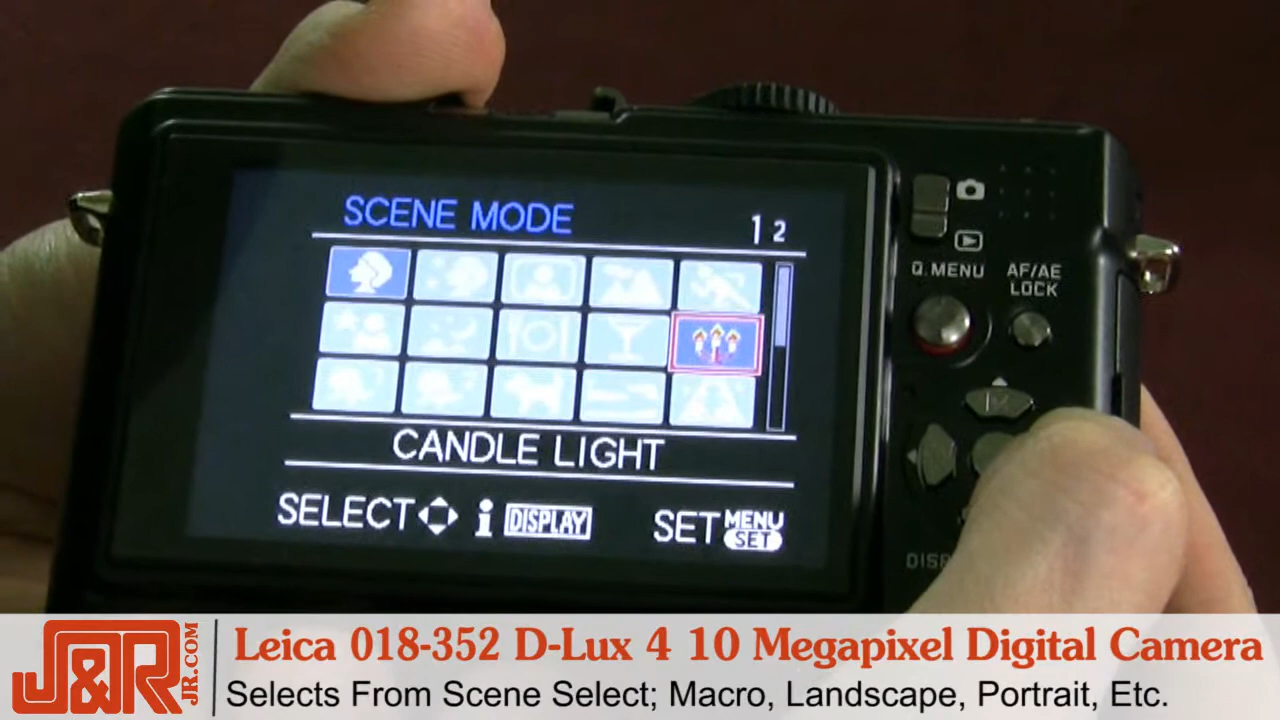 SCENE MODE
1 2
Q.MENU
AF/AE
LOCK
CANDLE LIGHT
SELECT i DISPLAY SET MENU
SET
J&R
JR.COM
Leica 018-352 D-Lux 4 10 Megapixel Digital Camera
Selects From Scene Select; Macro, Landscape, Portrait, Etc.